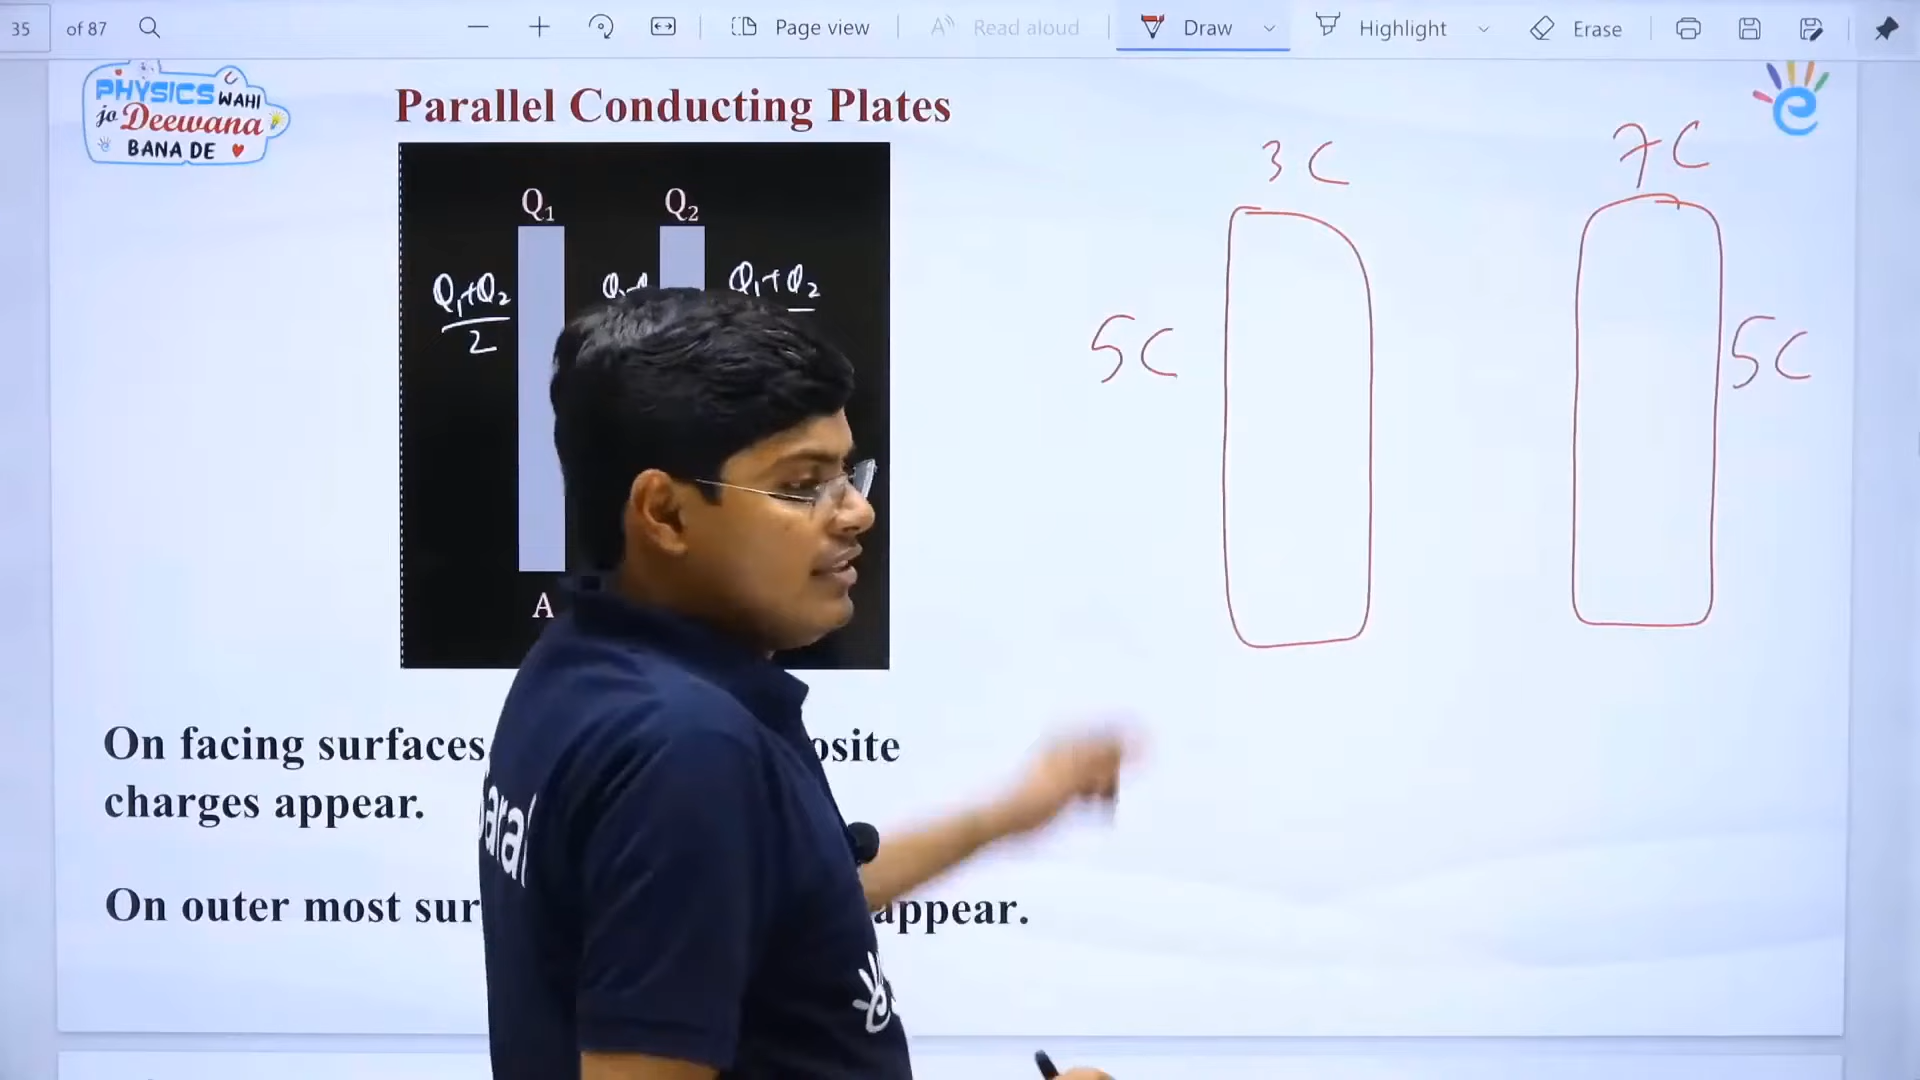 35 of 87 Page view Read aloud Draw Highlight Erase
PHYSICS WAHI
jo Deewana
BANA DE
Parallel Conducting Plates
3C
7C
Q1 Q2
Q1+Q2
2
Q1+Q2
5C
5C
A
On facing surfaces
charges appear.
On outer most appear.
e